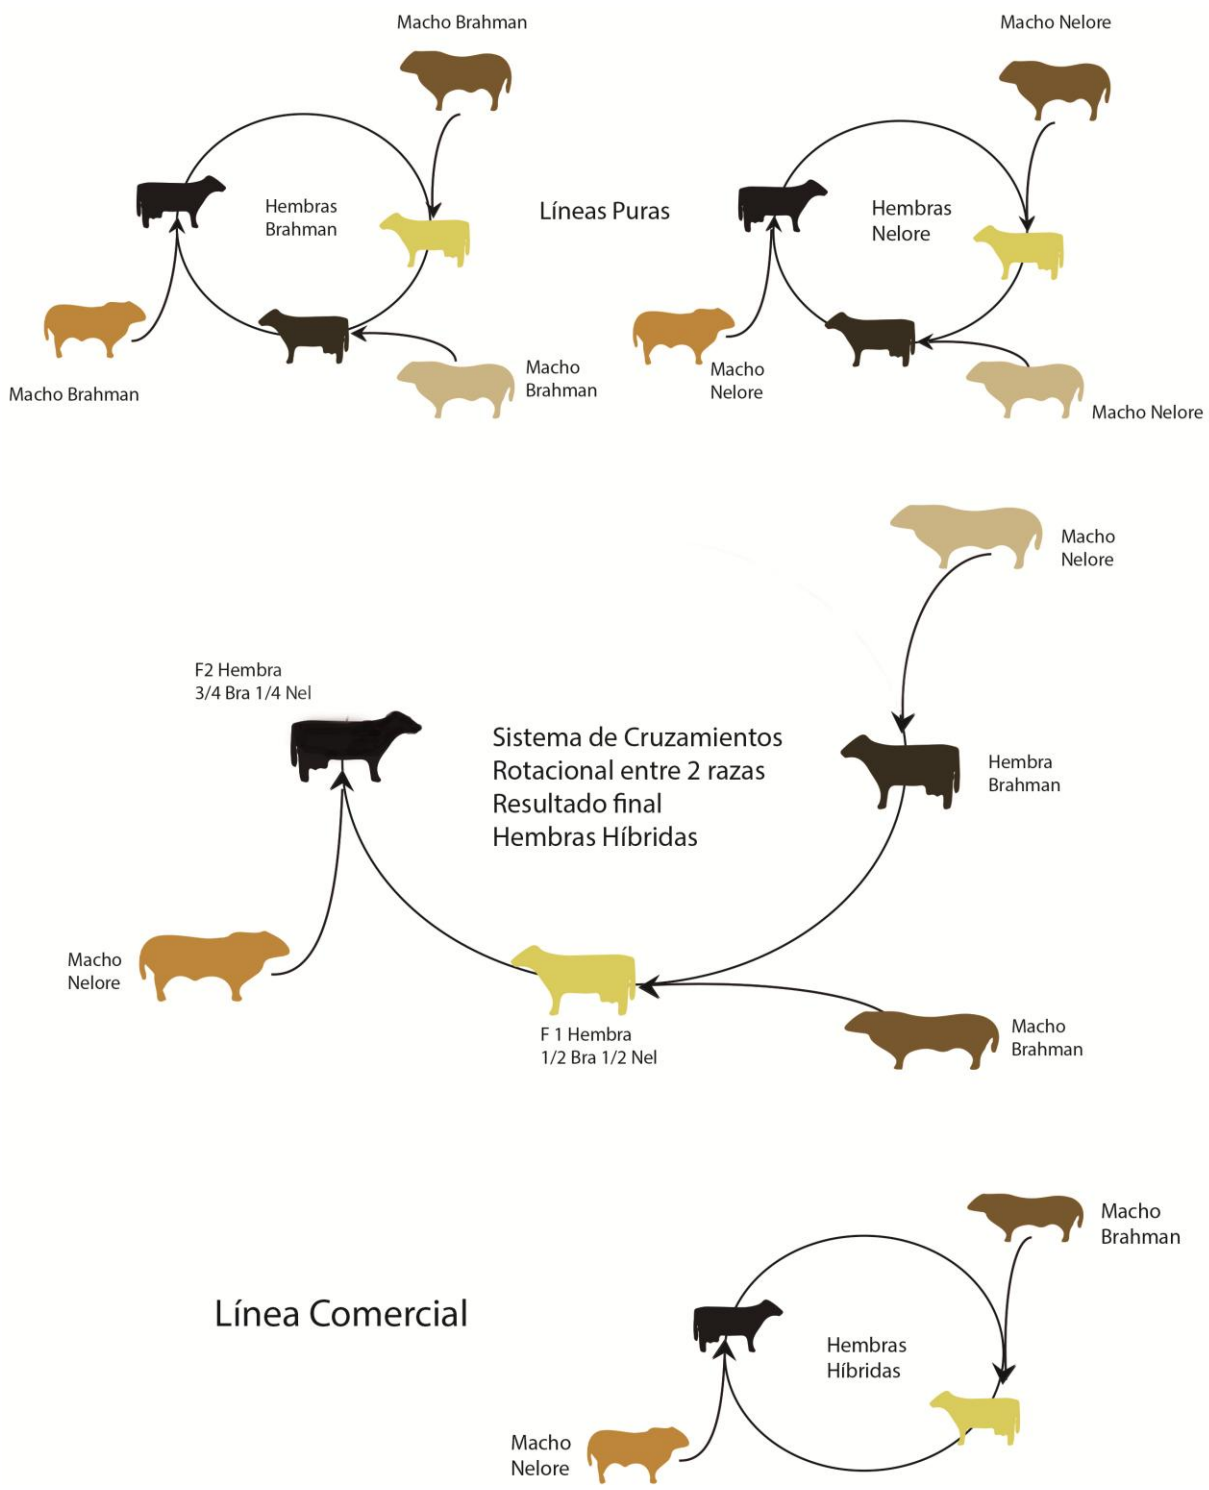 Macho Brahman
Macho Nelore
Hembras
Brahman
Líneas Puras
Hembras
Nelore
Macho Brahman
Macho
Brahman
Macho
Nelore
Macho Nelore
Macho
Nelore
F2 Hembra
3/4 Bra 1/4 Nel
Sistema de Cruzamientos
Rotacional entre 2 razas
Resultado final
Hembras Híbridas
Hembra
Brahman
Macho
Nelore
F 1 Hembra
1/2 Bra 1/2 Nel
Macho
Brahman
Macho
Brahman
Línea Comercial
Hembras
Híbridas
Macho
Nelore